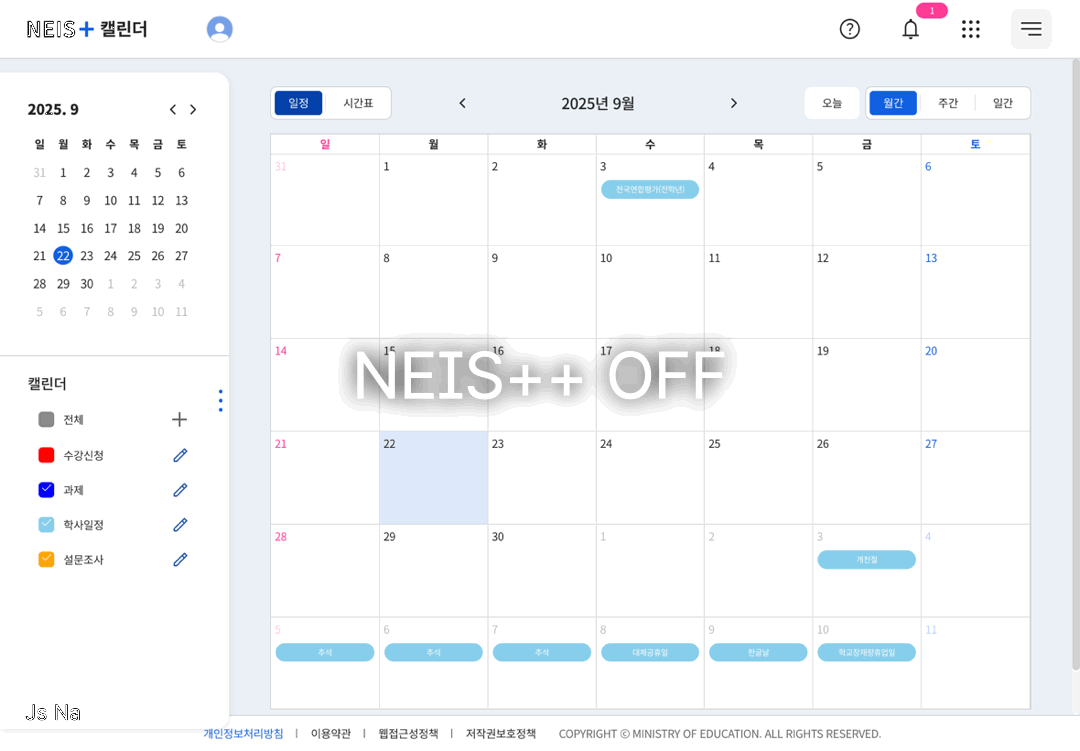 NEIS+ 캘린더
1
2025. 9
일 월 화 수 목 금 토
31 1 2 3 4 5 6
7 8 9 10 11 12 13
14 15 16 17 18 19 20
21 22 23 24 25 26 27
28 29 30 1 2 3 4
5 6 7 8 9 10 11
캘린더
전체
수강신청
과제
학사일정
설문조사
Js Na
일정 시간표
2025년 9월
오늘
월간 주간 일간
일 월 화 수 목 금 토
31 1 2 3 4 5 6
전국연합평가(전학년)
7 8 9 10 11 12 13
14 15 16 17 18 19 20
NEIS++ OFF
21 22 23 24 25 26 27
28 29 30 1 2 3 4
개천절
5 6 7 8 9 10 11
추석 추석 추석 대체공휴일 한글날 학교장재량휴업일
개인정보처리방침 | 이용약관 | 웹접근성정책 | 저작권보호정책 COPYRIGHT © MINISTRY OF EDUCATION. ALL RIGHTS RESERVED.